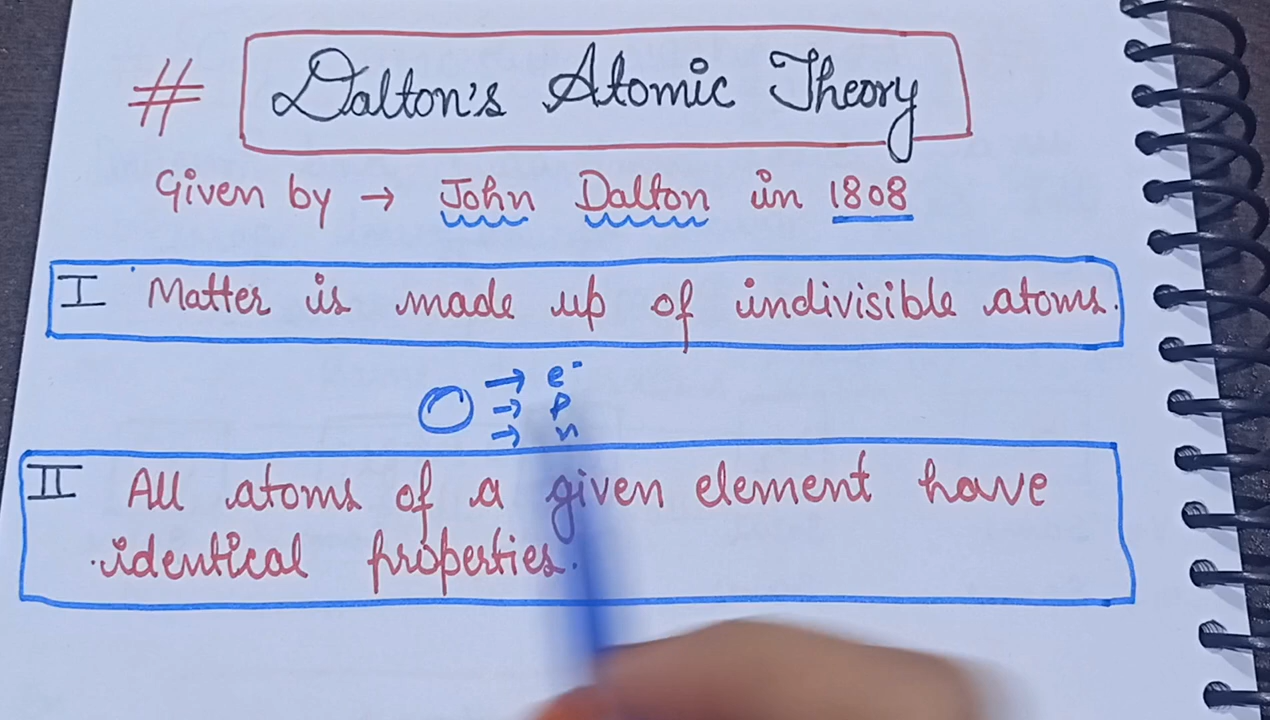 # Dalton's Atomic Theory
Given by → John Dalton in 1808
I Matter is made up of indivisible atoms.
→ e⁻
→ p
→ n
II All atoms of a given element have
identical properties.